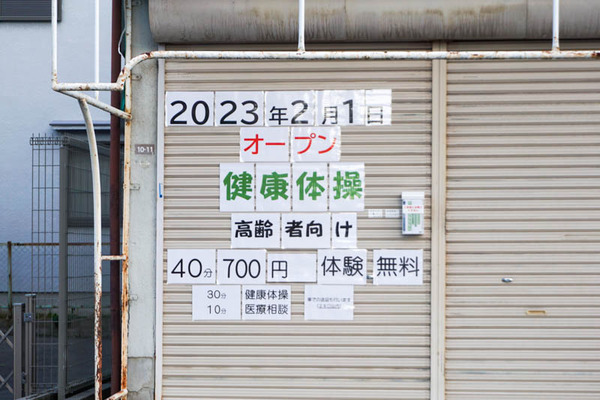 2023年2月1日
オープン
健康体操
高齢者向け
40分700円 体験無料
30分 健康体操
10分 医療相談
10-11